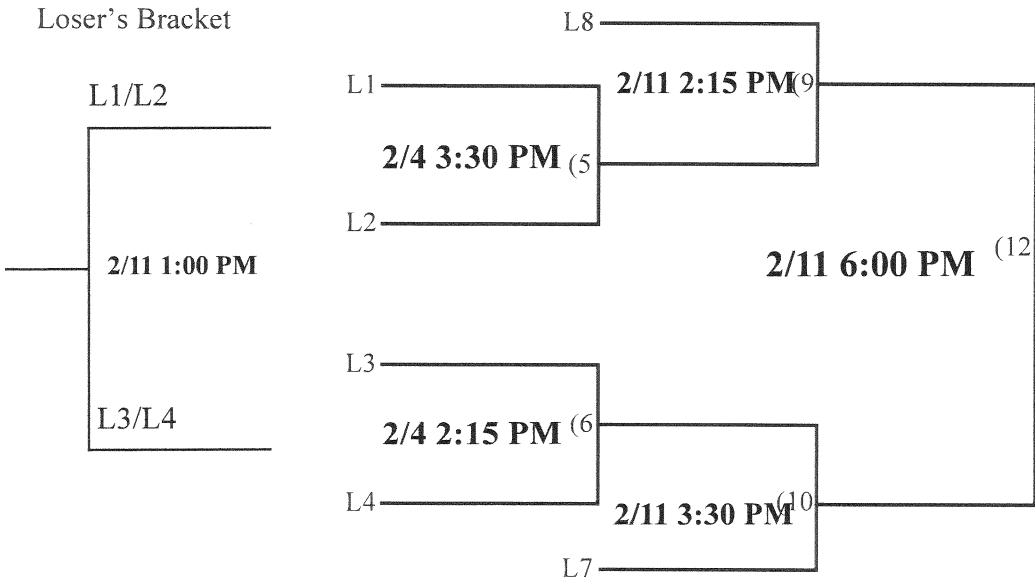 Loser's Bracket
L8
L1/L2
L1
2/11 2:15 PM (9
2/4 3:30 PM (5
L2
2/11 1:00 PM
2/11 6:00 PM (12
L3
L3/L4
2/4 2:15 PM (6
L4
2/11 3:30 PM (10
L7